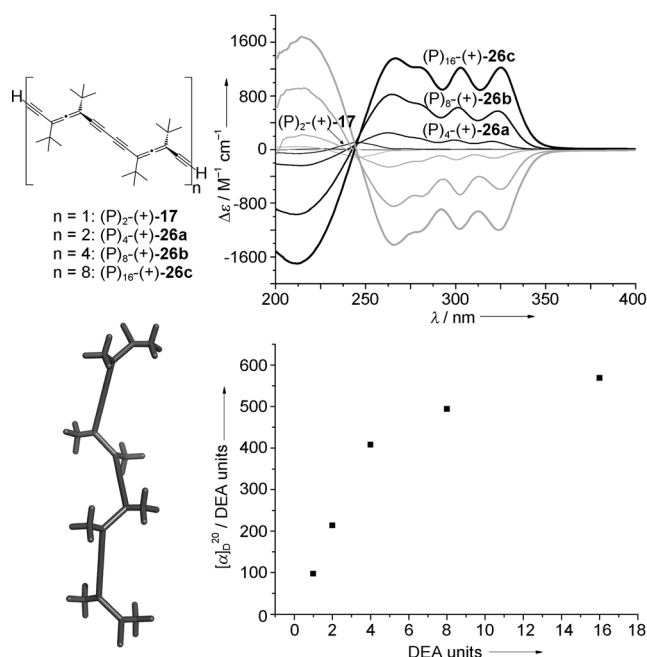 H
H
n
n = 1: (P)₂-(+)-17
n = 2: (P)₄-(+)-26a
n = 4: (P)₈-(+)-26b
n = 8: (P)₁₆-(+)-26c
1600
800
0
-800
-1600
Δε / M⁻¹ cm⁻¹
(P)₁₆-(+)-26c
(P)₈-(+)-26b
(P)₂-(+)-17
(P)₄-(+)-26a
200 250 300 350 400
λ / nm
600
500
400
300
200
100
0
[α]D²⁰ / DEA units
0 2 4 6 8 10 12 14 16 18
DEA units